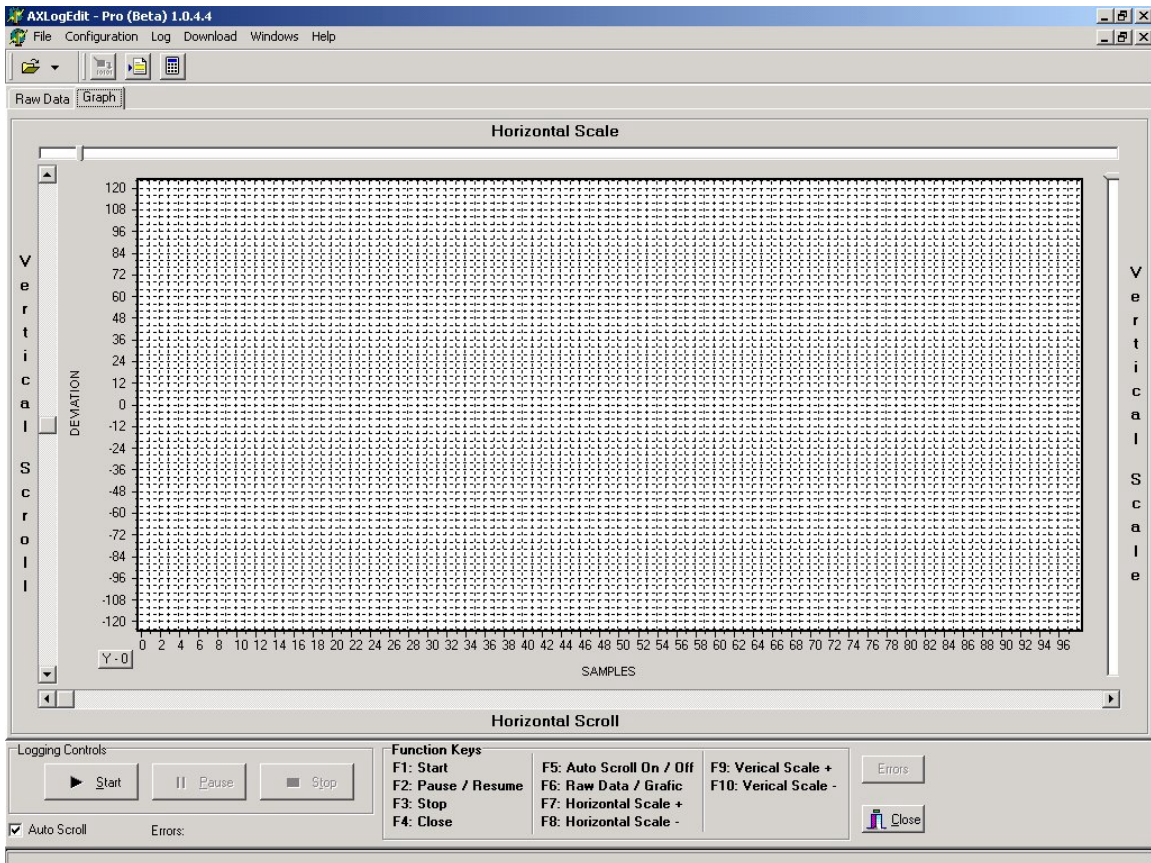 AXLogEdit - Pro (Beta) 1.0.4.4
File Configuration Log Download Windows Help
Raw Data Graph
Horizontal Scale
Vertical Scroll
DEVIATION
120
108
96
84
72
60
48
36
24
12
0
-12
-24
-36
-48
-60
-72
-84
-96
-108
-120
Vertical Scale
0 2 4 6 8 10 12 14 16 18 20 22 24 26 28 30 32 34 36 38 40 42 44 46 48 50 52 54 56 58 60 62 64 66 68 70 72 74 76 78 80 82 84 86 88 90 92 94 96
Y - 0
SAMPLES
Horizontal Scroll
Logging Controls
Start Pause Stop
Auto Scroll Errors:
Function Keys
F1: Start
F2: Pause / Resume
F3: Stop
F4: Close
F5: Auto Scroll On / Off
F6: Raw Data / Grafic
F7: Horizontal Scale +
F8: Horizontal Scale -
F9: Verical Scale +
F10: Verical Scale -
Errors
Close